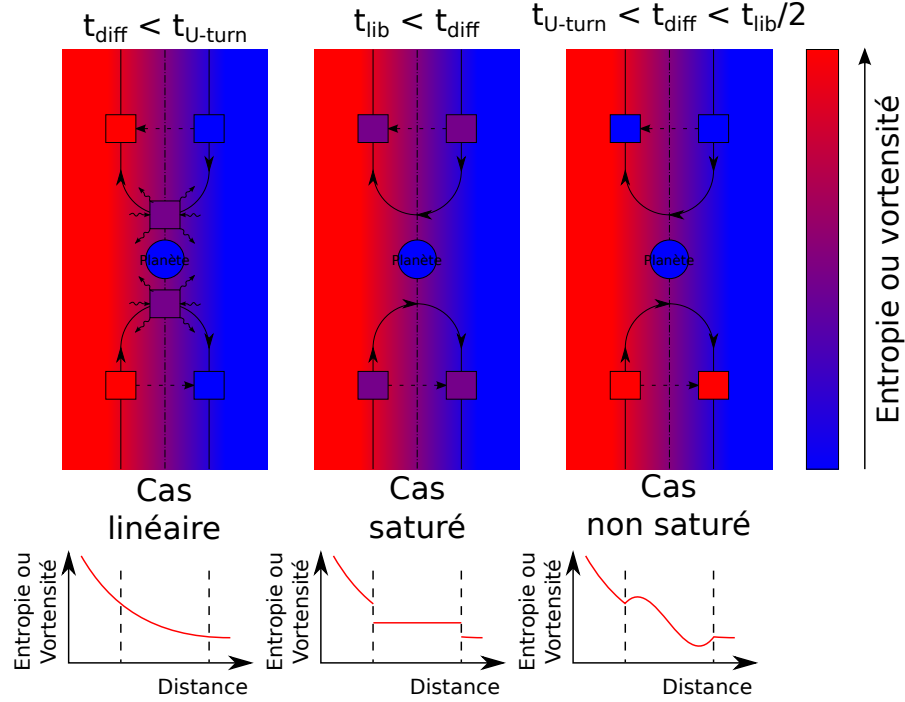 t_diff < t_U-turn
t_lib < t_diff
t_U-turn < t_diff < t_lib/2
Planète
Planète
Planète
Entropie ou vortensité
Cas
linéaire
Cas
saturé
Cas
non saturé
Entropie ou
Vortensité
Distance
Entropie ou
Vortensité
Distance
Entropie ou
Vortensité
Distance